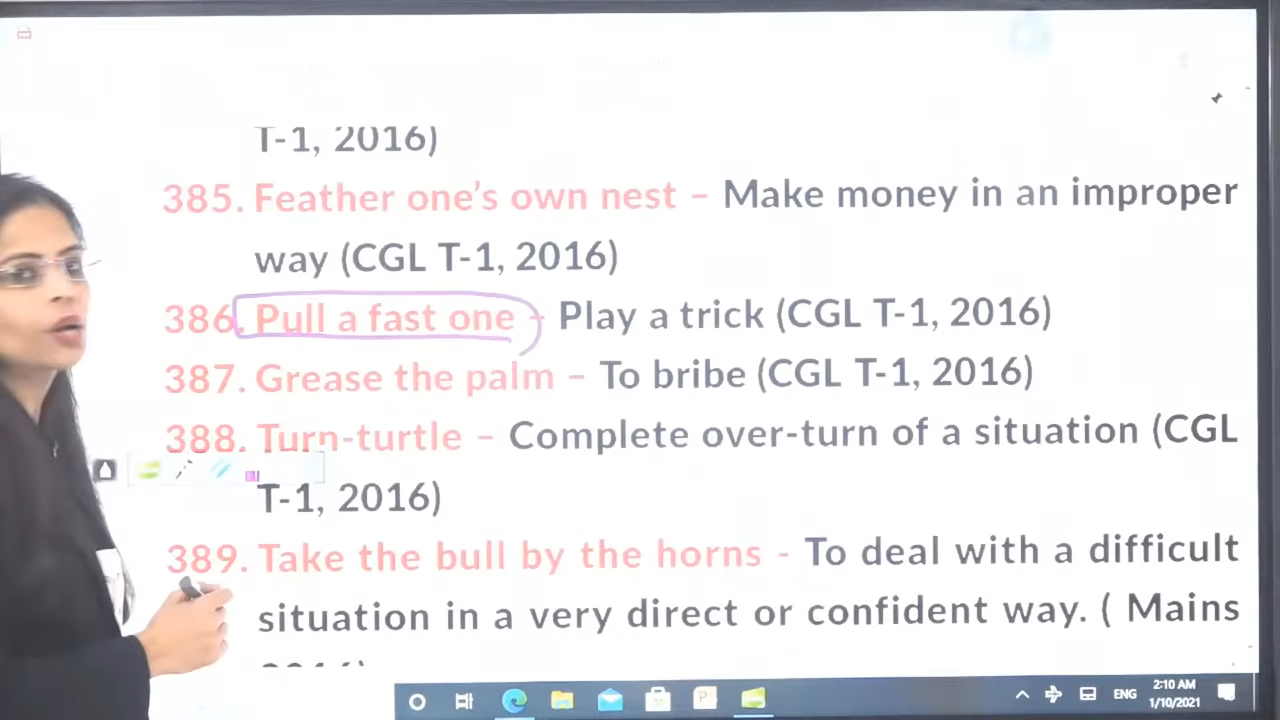 T-1, 2016)
385. Feather one's own nest – Make money in an improper
way (CGL T-1, 2016)
386. Pull a fast one - Play a trick (CGL T-1, 2016)
387. Grease the palm – To bribe (CGL T-1, 2016)
388. Turn-turtle – Complete over-turn of a situation (CGL
T-1, 2016)
389. Take the bull by the horns - To deal with a difficult
situation in a very direct or confident way. ( Mains
ENG
2:10 AM
1/10/2021